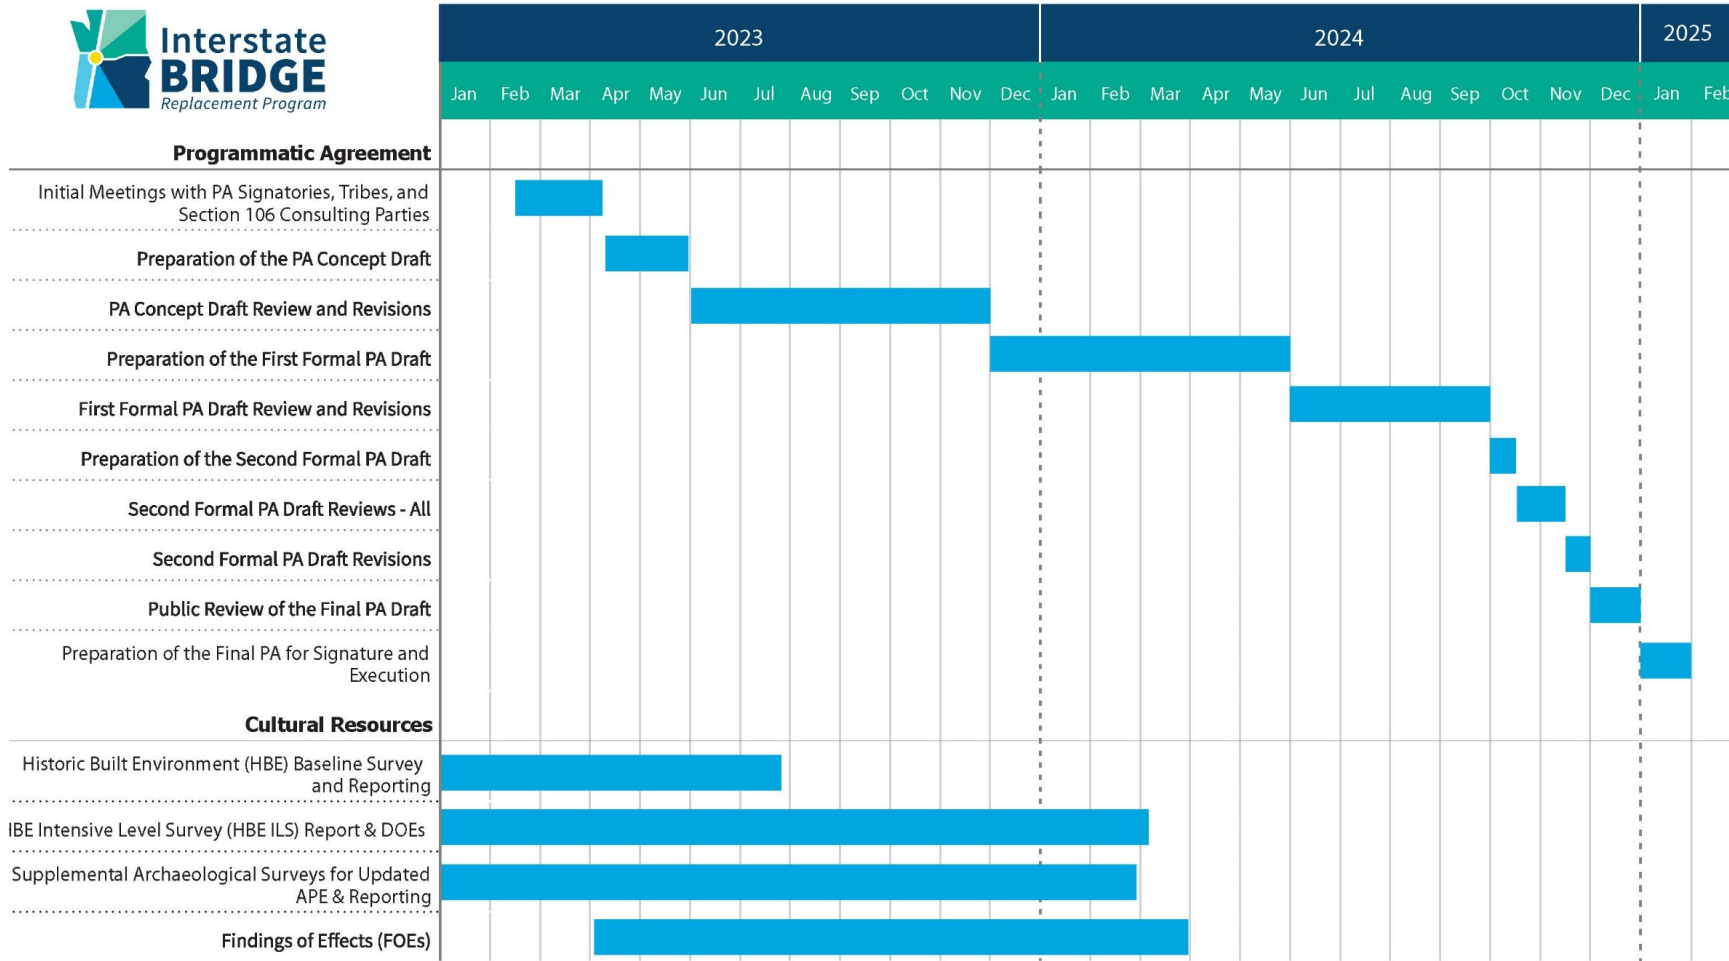 Interstate
BRIDGE
Replacement Program
2023 2024 2025
Jan Feb Mar Apr May Jun Jul Aug Sep Oct Nov Dec Jan Feb Mar Apr May Jun Jul Aug Sep Oct Nov Dec Jan Feb
Programmatic Agreement
Initial Meetings with PA Signatories, Tribes, and
Section 106 Consulting Parties
Preparation of the PA Concept Draft
PA Concept Draft Review and Revisions
Preparation of the First Formal PA Draft
First Formal PA Draft Review and Revisions
Preparation of the Second Formal PA Draft
Second Formal PA Draft Reviews - All
Second Formal PA Draft Revisions
Public Review of the Final PA Draft
Preparation of the Final PA for Signature and
Execution
Cultural Resources
Historic Built Environment (HBE) Baseline Survey
and Reporting
IBE Intensive Level Survey (HBE ILS) Report & DOEs
Supplemental Archaeological Surveys for Updated
APE & Reporting
Findings of Effects (FOEs)